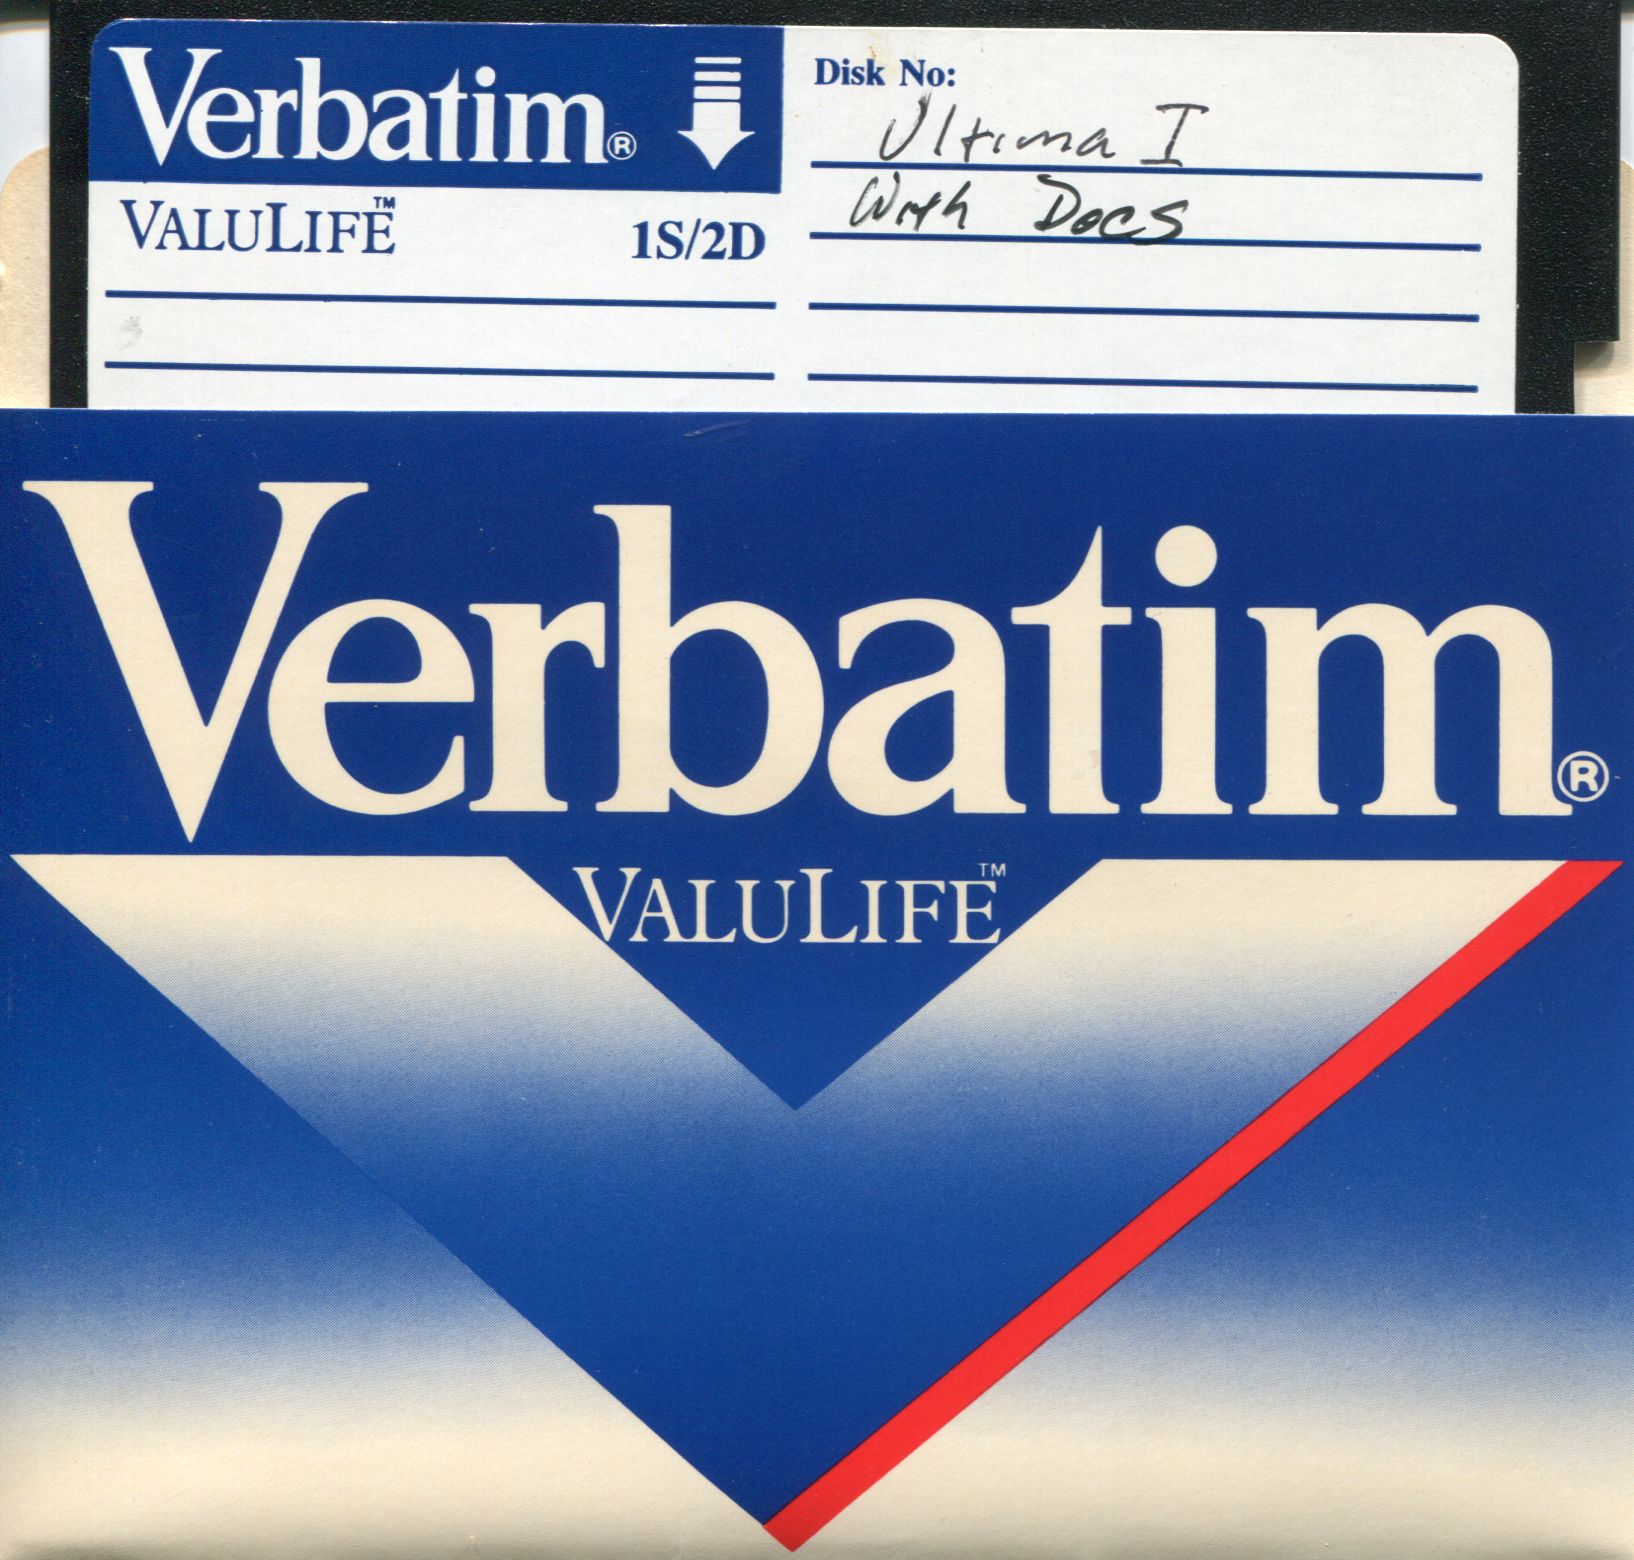 Verbatim®
Disk No:
Ultima I
With Docs
VALULIFE™
1S/2D
Verbatim®
VALULIFE™